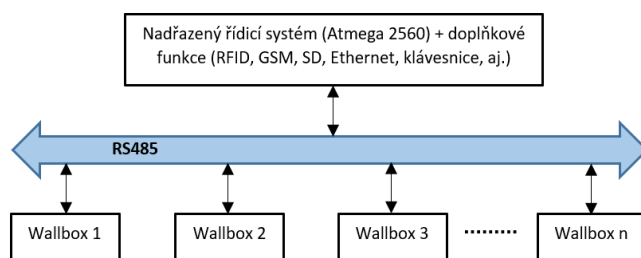 Nadřazený řídicí systém (Atmega 2560) + doplňkové
funkce (RFID, GSM, SD, Ethernet, klávesnice, aj.)
RS485
Wallbox 1
Wallbox 2
Wallbox 3
Wallbox n